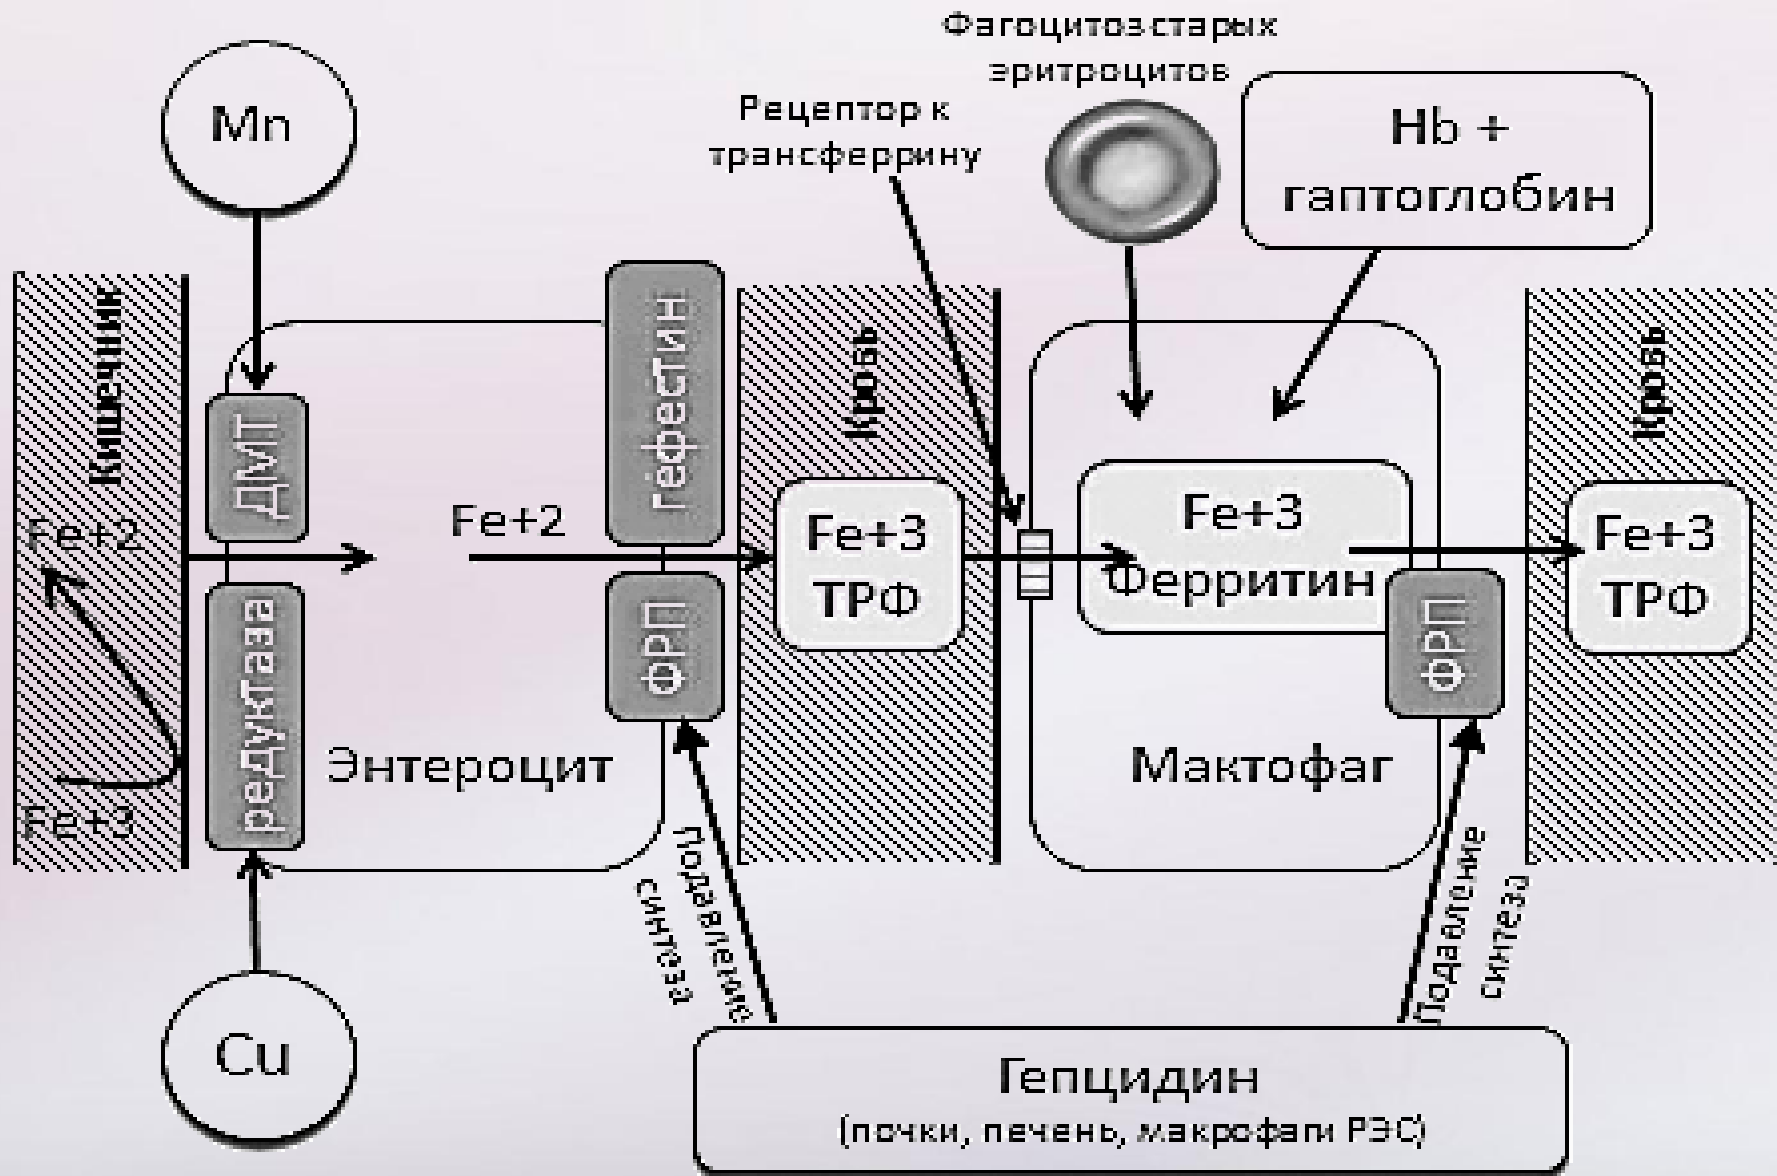 Фагоцитоз старых
эритроцитов
Mn
Рецептор к
трансферрину
Hb +
гаптоглобин
Кишечник
Fe+2
Fe+3
ДМТ
редуктаза
Fe+2
гефестин
ФРП
Энтероцит
Кровь
Fe+3
ТРФ
Fe+3
Ферритин
ФРП
Мактофаг
Кровь
Fe+3
ТРФ
Подавление
синтеза
Подавление
синтеза
Cu
Гепцидин
(почки, печень, макрофаги РЭС)